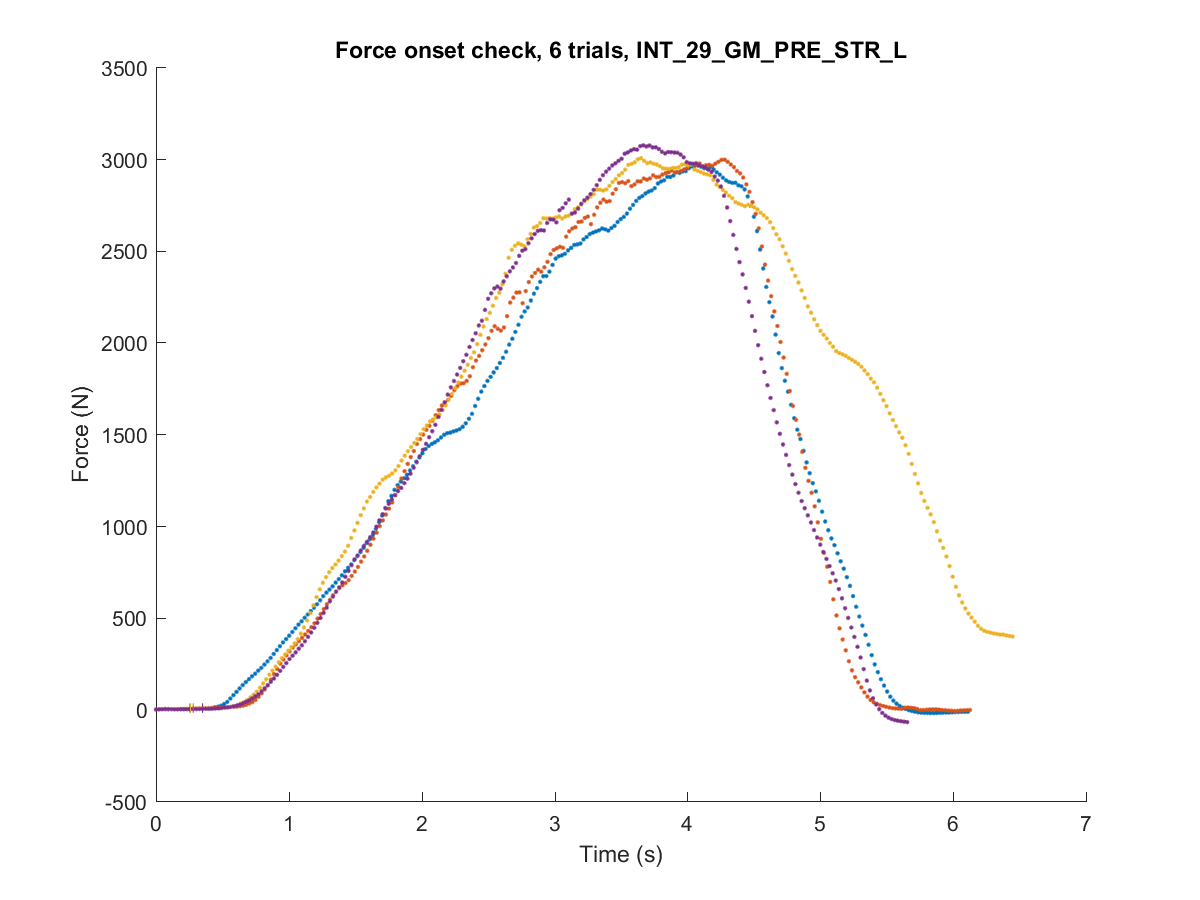 Force onset check, 6 trials, INT_29_GM_PRE_STR_L
3500
3000
2500
2000
1500
1000
500
0
-500
Force (N)
0 1 2 3 4 5 6 7
Time (s)